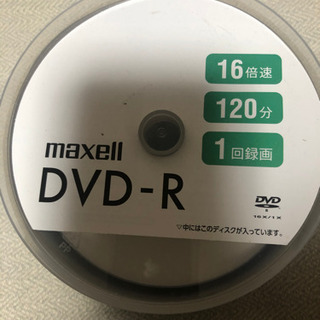 16倍速
120分
1回録画
maxell
DVD-R
DVD
R
16X/1X
▽中にはこのディスクが入っています。
PP